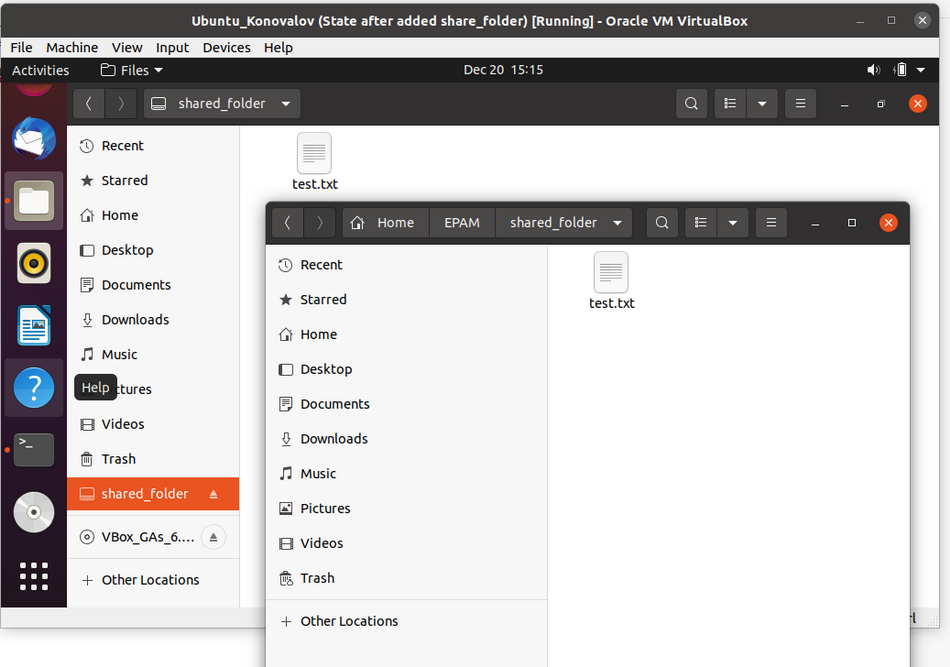 Ubuntu_Konovalov (State after added share_folder) [Running] - Oracle VM VirtualBox
File Machine View Input Devices Help
Activities Files Dec 20 15:15
shared_folder
Recent
Starred
Home
Desktop
Documents
Downloads
Music
Help
ctures
Videos
Trash
shared_folder
VBox_GAs_6....
Other Locations
test.txt
Home EPAM shared_folder
Recent
Starred
Home
Desktop
Documents
Downloads
Music
Pictures
Videos
Trash
Other Locations
test.txt